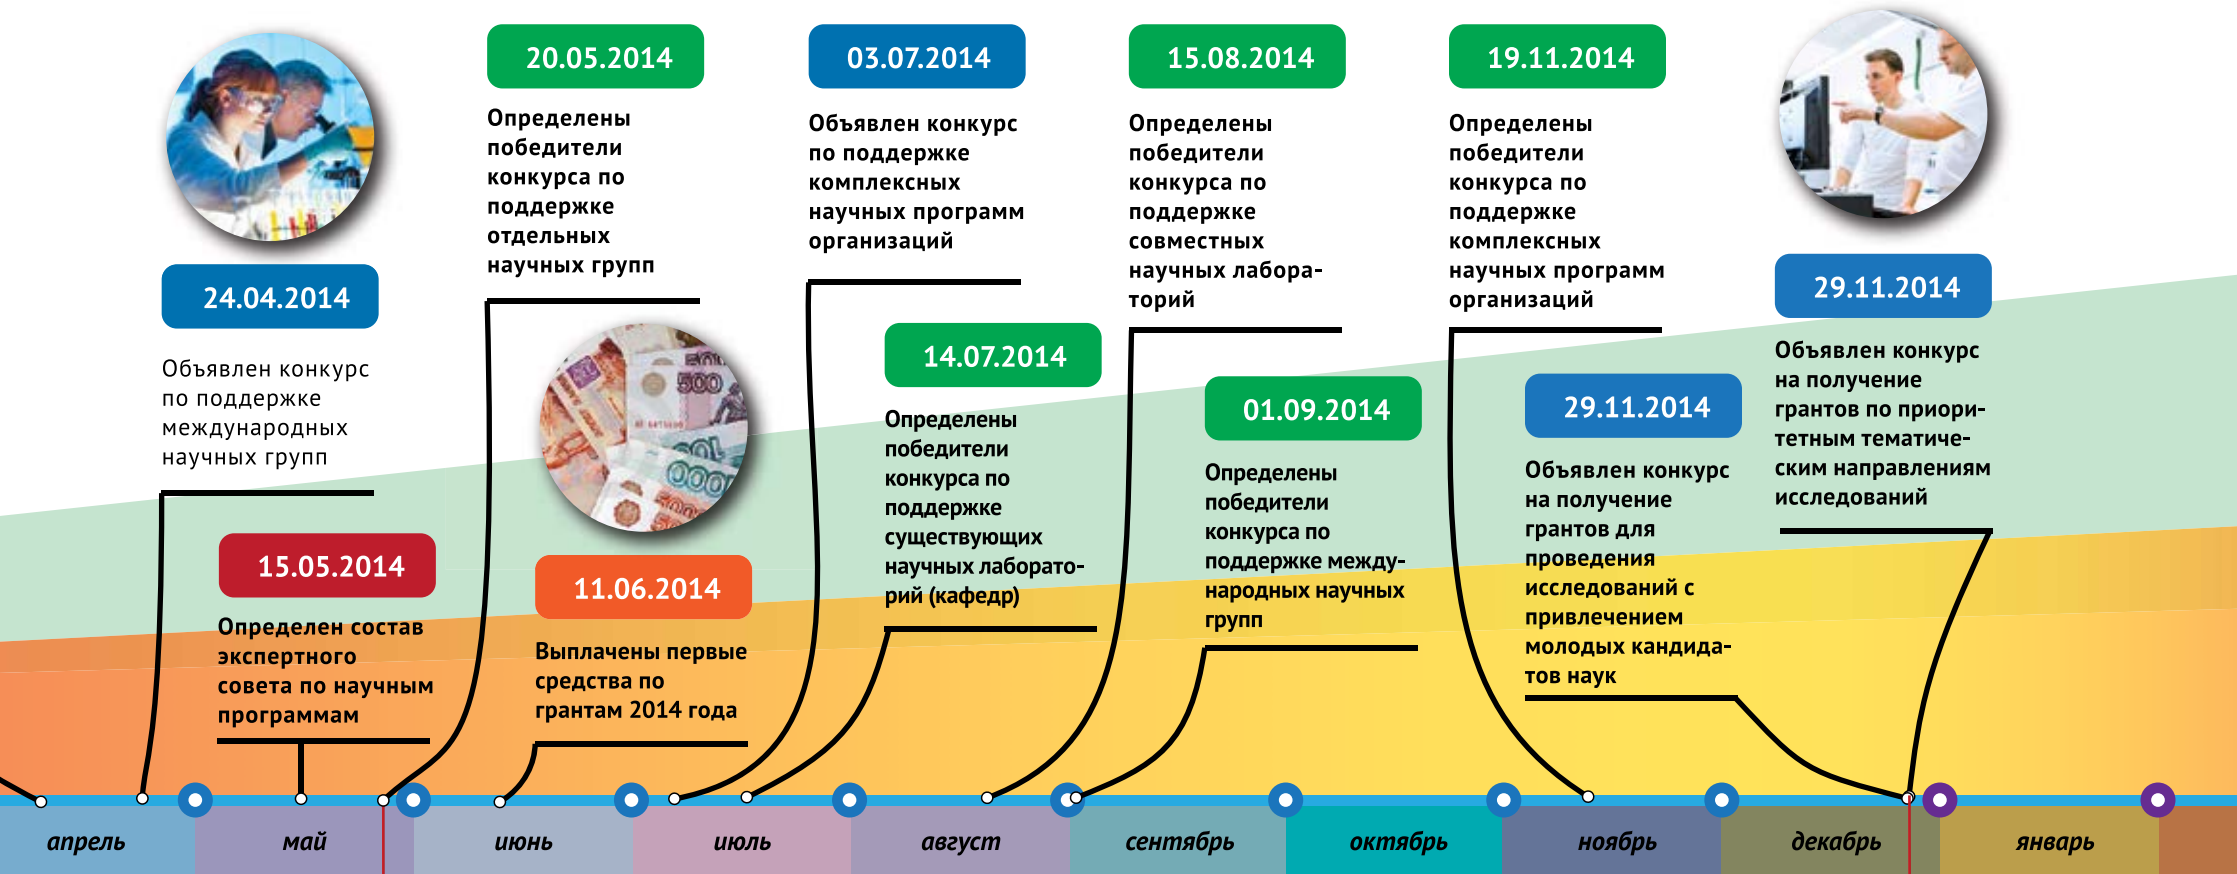 24.04.2014
Объявлен конкурс
по поддержке
международных
научных групп
15.05.2014
Определен состав
экспертного
совета по научным
программам
20.05.2014
Определены
победители
конкурса по
поддержке
отдельных
научных групп
11.06.2014
Выплачены первые
средства по
грантам 2014 года
03.07.2014
Объявлен конкурс
по поддержке
комплексных
научных программ
организаций
14.07.2014
Определены
победители
конкурса по
поддержке
существующих
научных лаборато-
рий (кафедр)
15.08.2014
Определены
победители
конкурса по
поддержке
совместных
научных лабора-
торий
01.09.2014
Определены
победители
конкурса по
поддержке между-
народных научных
групп
19.11.2014
Определены
победители
конкурса по
поддержке
комплексных
научных программ
организаций
29.11.2014
Объявлен конкурс
на получение
грантов для
проведения
исследований с
привлечением
молодых кандида-
тов наук
29.11.2014
Объявлен конкурс
на получение
грантов по приори-
тетным тематиче-
ским направлениям
исследований
апрель
май
июнь
июль
август
сентябрь
октябрь
ноябрь
декабрь
январь